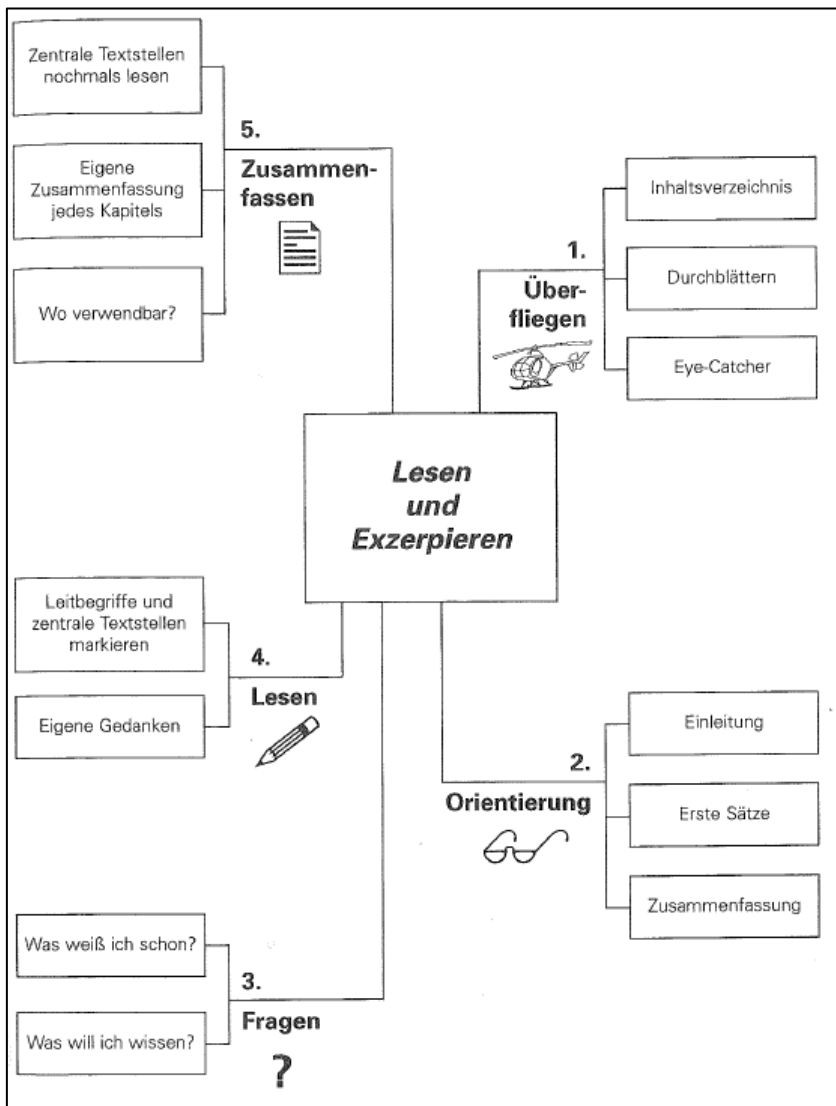 Lesen
und
Exzerpieren
1.
Über-
fliegen
Inhaltsverzeichnis
Durchblättern
Eye-Catcher
2.
Orientierung
Einleitung
Erste Sätze
Zusammenfassung
3.
Fragen
?
Was weiß ich schon?
Was will ich wissen?
4.
Lesen
Leitbegriffe und
zentrale Textstellen
markieren
Eigene Gedanken
5.
Zusammen-
fassen
Zentrale Textstellen
nochmals lesen
Eigene
Zusammenfassung
jedes Kapitels
Wo verwendbar?